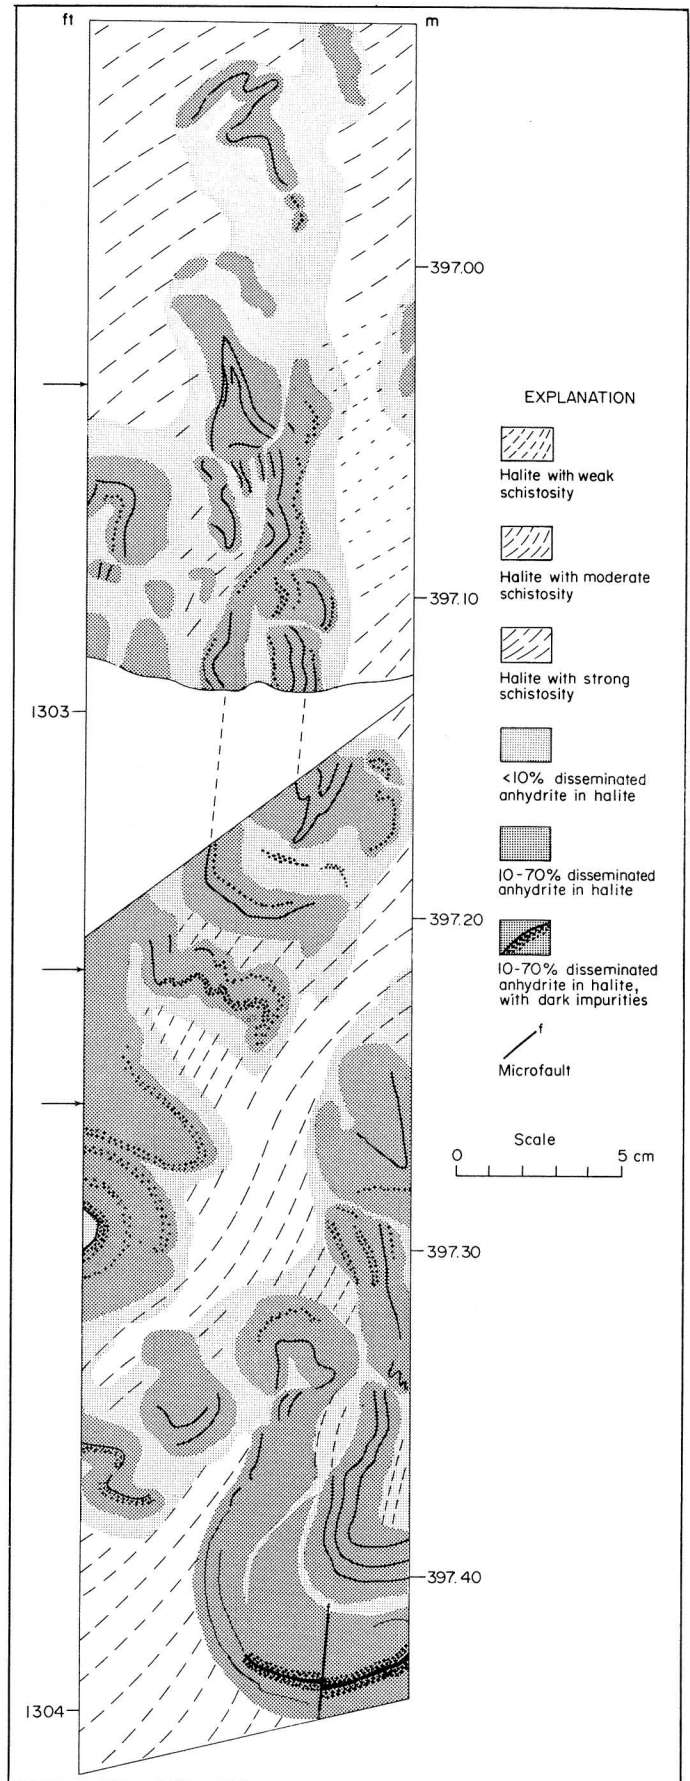 ft
m
397.00
397.10
1303
397.20
397.30
397.40
1304
f
EXPLANATION
Halite with weak
schistosity
Halite with moderate
schistosity
Halite with strong
schistosity
<10% disseminated
anhydrite in halite
10-70% disseminated
anhydrite in halite
10-70% disseminated
anhydrite in halite,
with dark impurities
f
Microfault
Scale
0 5 cm